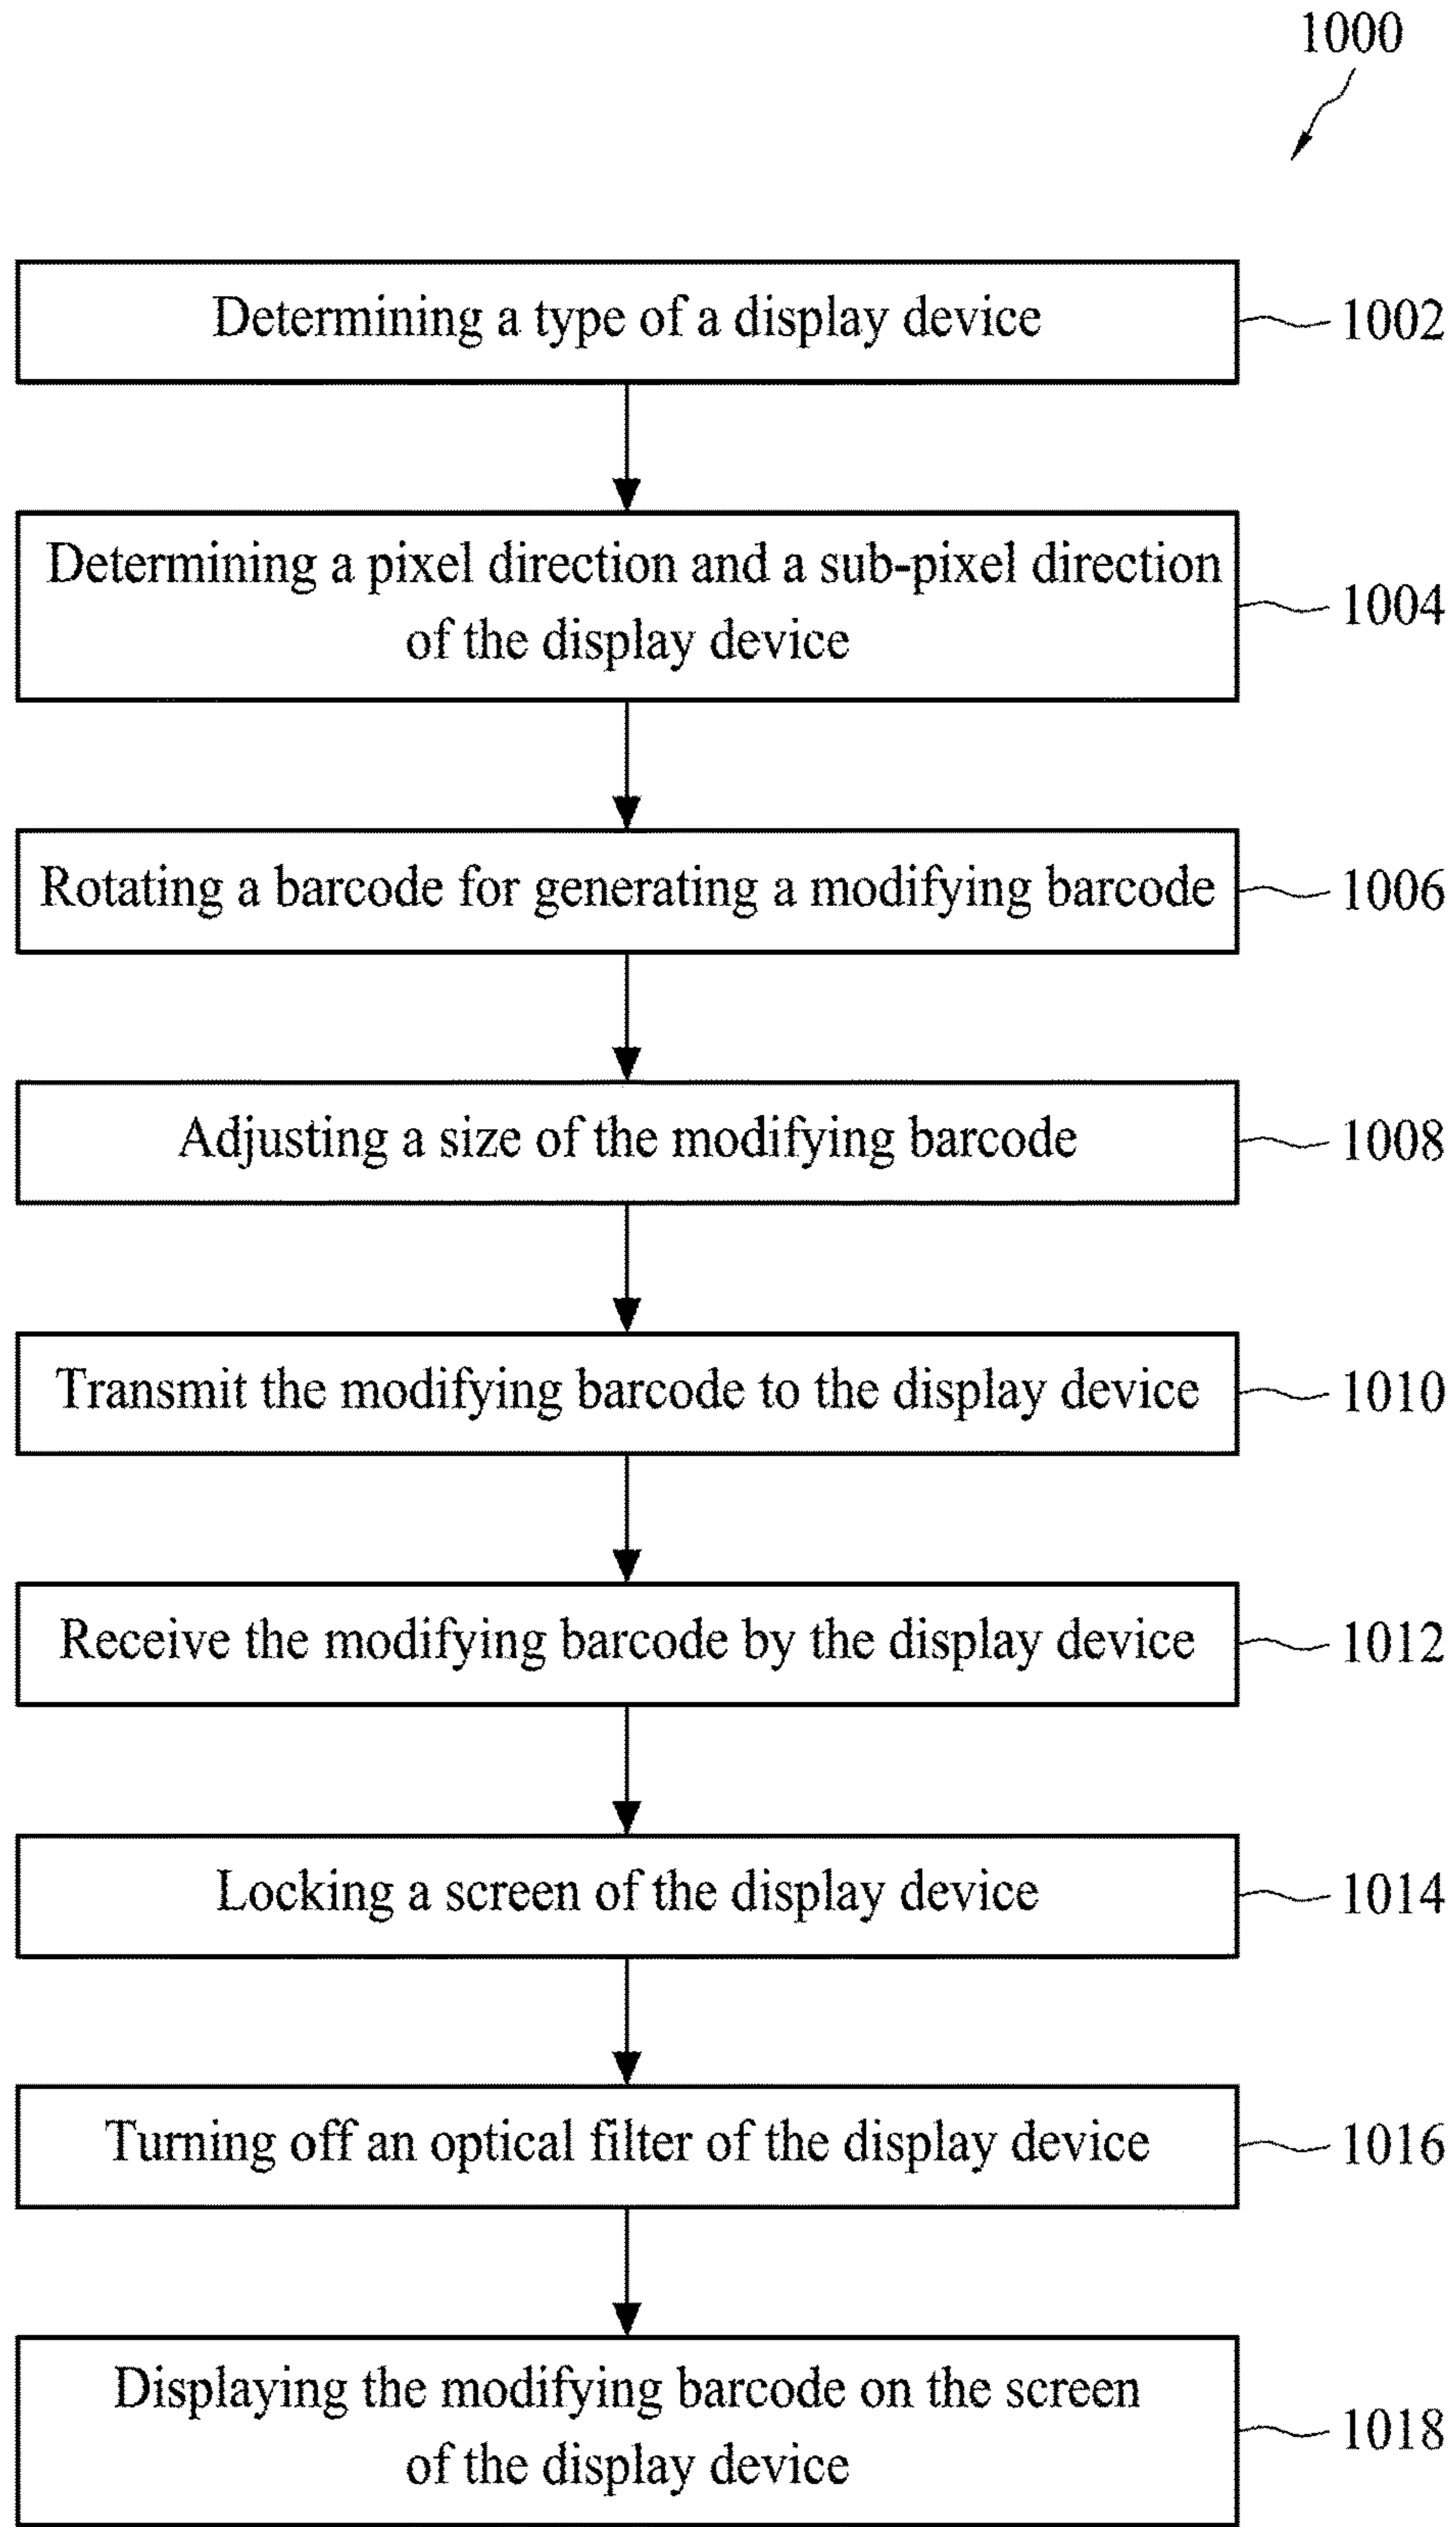 1000
Determining a type of a display device
1002
Determining a pixel direction and a sub-pixel direction
of the display device
1004
Rotating a barcode for generating a modifying barcode
1006
Adjusting a size of the modifying barcode
1008
Transmit the modifying barcode to the display device
1010
Receive the modifying barcode by the display device
1012
Locking a screen of the display device
1014
Turning off an optical filter of the display device
1016
Displaying the modifying barcode on the screen
of the display device
1018